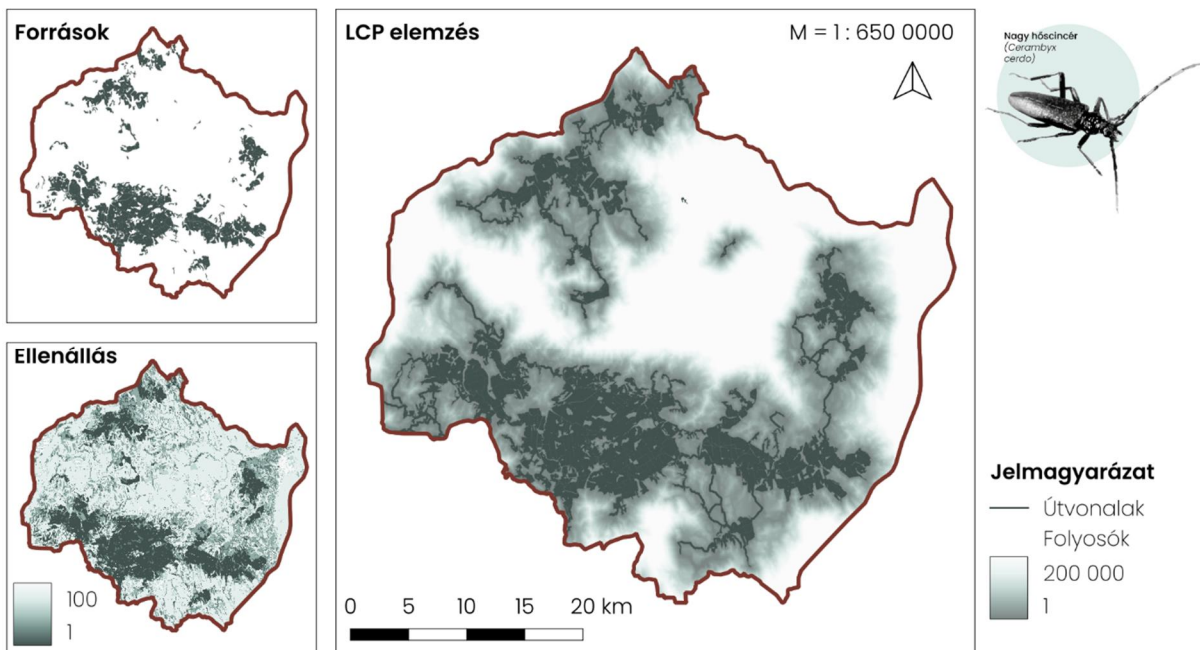 Források
LCP elemzés
M = 1 : 650 0000
Nagy hőscincér
(Cerambyx
cerdo)
Ellenállás
100
1
0 5 10 15 20 km
Jelmagyarázat
Útvonalak
Folyosók
200 000
1